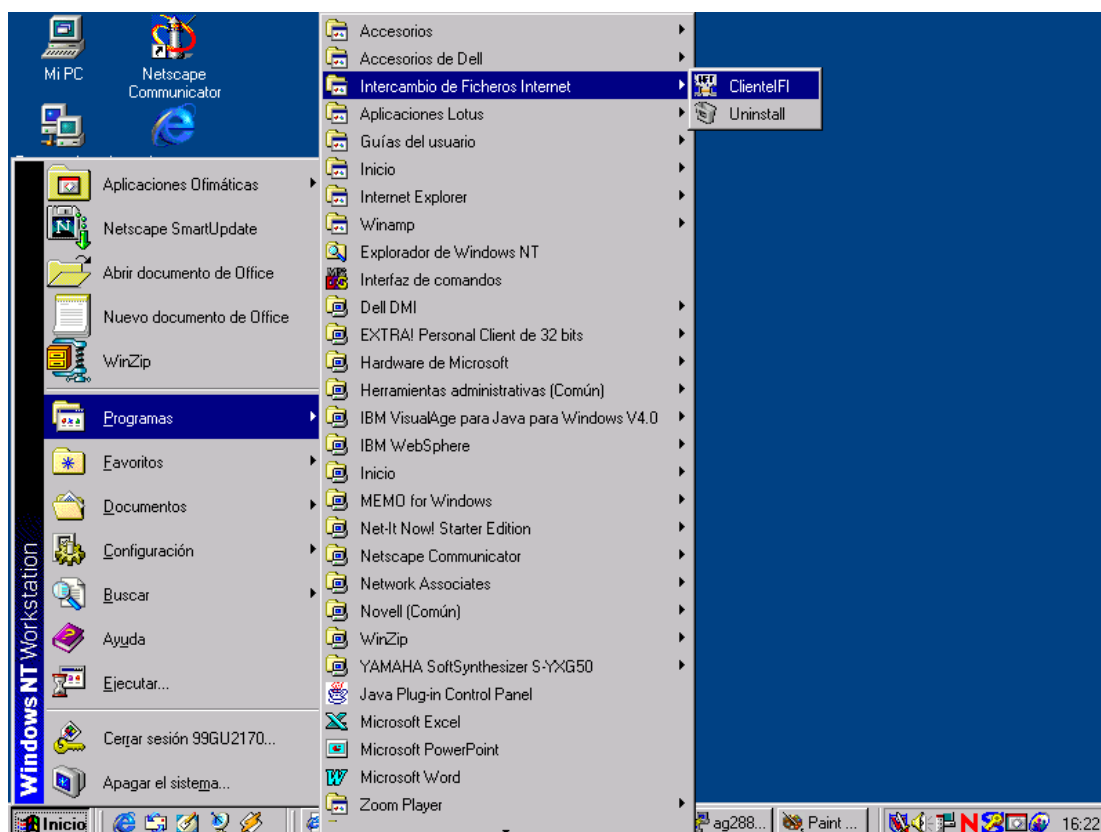 Mi PC
Netscape
Communicator
Windows NT Workstation
Aplicaciones Ofimáticas
Netscape SmartUpdate
Abrir documento de Office
Nuevo documento de Office
WinZip
Programas
Favoritos
Documentos
Configuración
Buscar
Ayuda
Ejecutar...
Cerrar sesión 99GU2170...
Apagar el sistema...
Accesorios
Accesorios de Dell
Intercambio de Ficheros Internet
Aplicaciones Lotus
Guías del usuario
Inicio
Internet Explorer
Winamp
Explorador de Windows NT
Interfaz de comandos
Dell DMI
EXTRA! Personal Client de 32 bits
Hardware de Microsoft
Herramientas administrativas (Común)
IBM VisualAge para Java para Windows V4.0
IBM WebSphere
Inicio
MEMO for Windows
Net-It Now! Starter Edition
Netscape Communicator
Network Associates
Novell (Común)
WinZip
YAMAHA SoftSynthesizer S-YXG50
Java Plug-in Control Panel
Microsoft Excel
Microsoft PowerPoint
Microsoft Word
Zoom Player
ClienteIFI
Uninstall
Inicio
ag288...
Paint ...
16:22